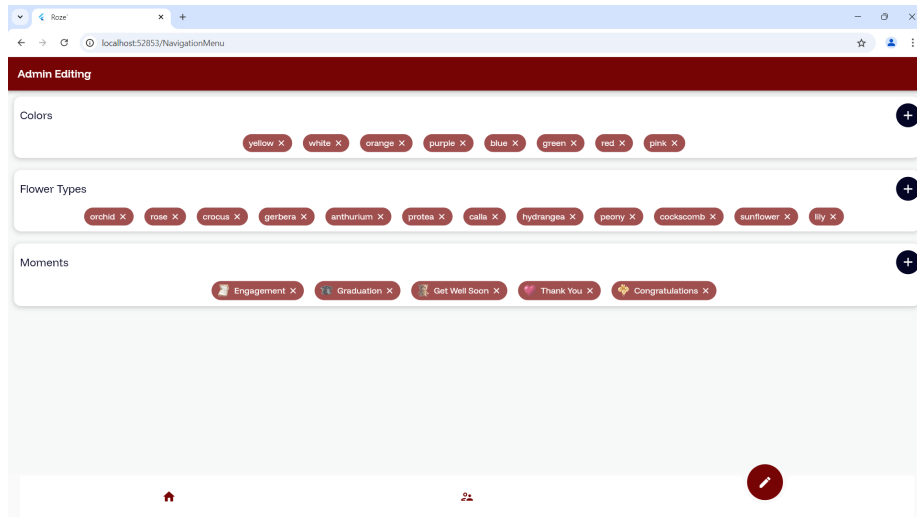 Roze'
localhost:52853/NavigationMenu
Admin Editing
Colors
yellow white orange purple blue green red pink
Flower Types
orchid rose crocus gerbera anthurium protea calla hydrangea peony cockscomb sunflower lily
Moments
Engagement Graduation Get Well Soon Thank You Congratulations